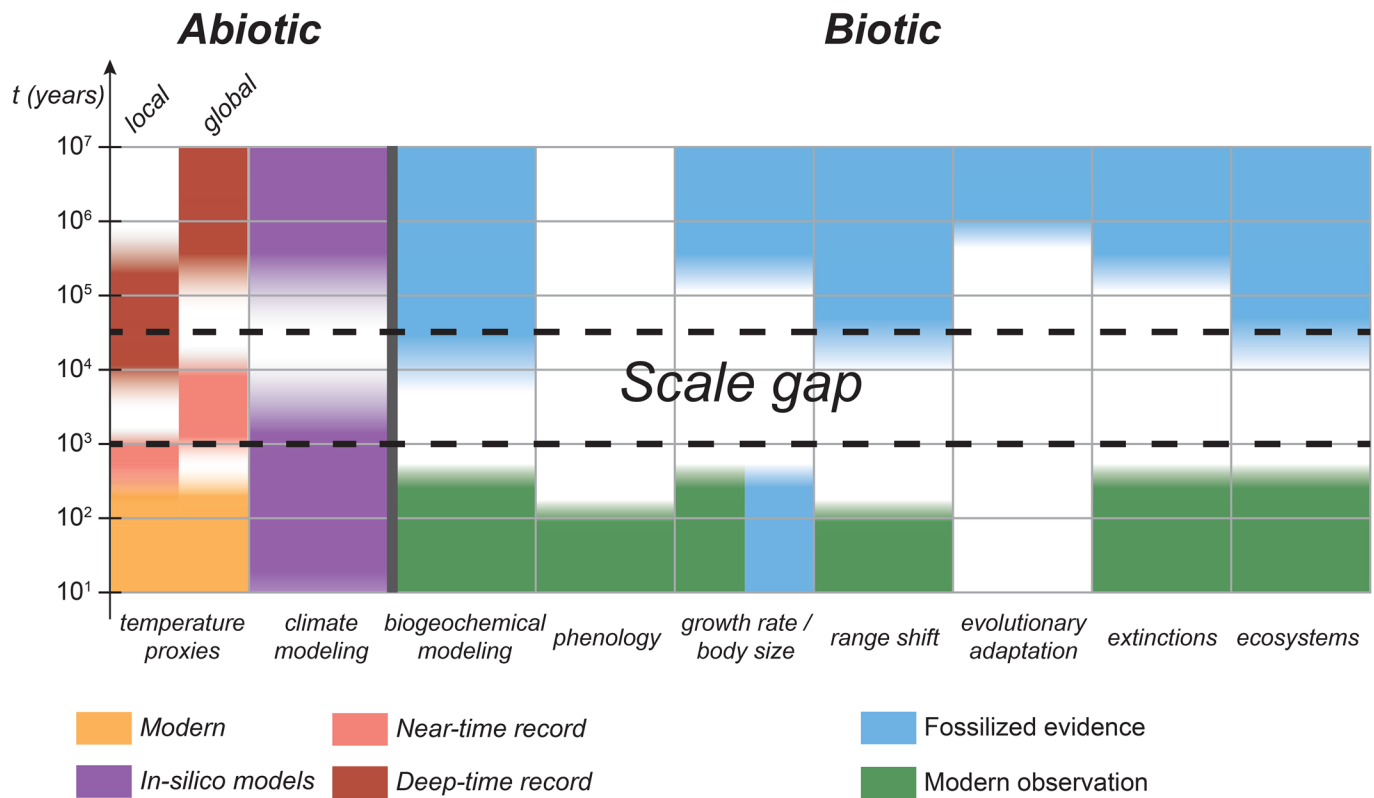 Abiotic
Biotic
t (years)
local
global
10⁷
10⁶
10⁵
10⁴
10³
10²
10¹
Scale gap
temperature
proxies
climate
modeling
biogeochemical
modeling
phenology
growth rate /
body size
range shift
evolutionary
adaptation
extinctions
ecosystems
Modern
Near-time record
Fossilized evidence
In-silico models
Deep-time record
Modern observation